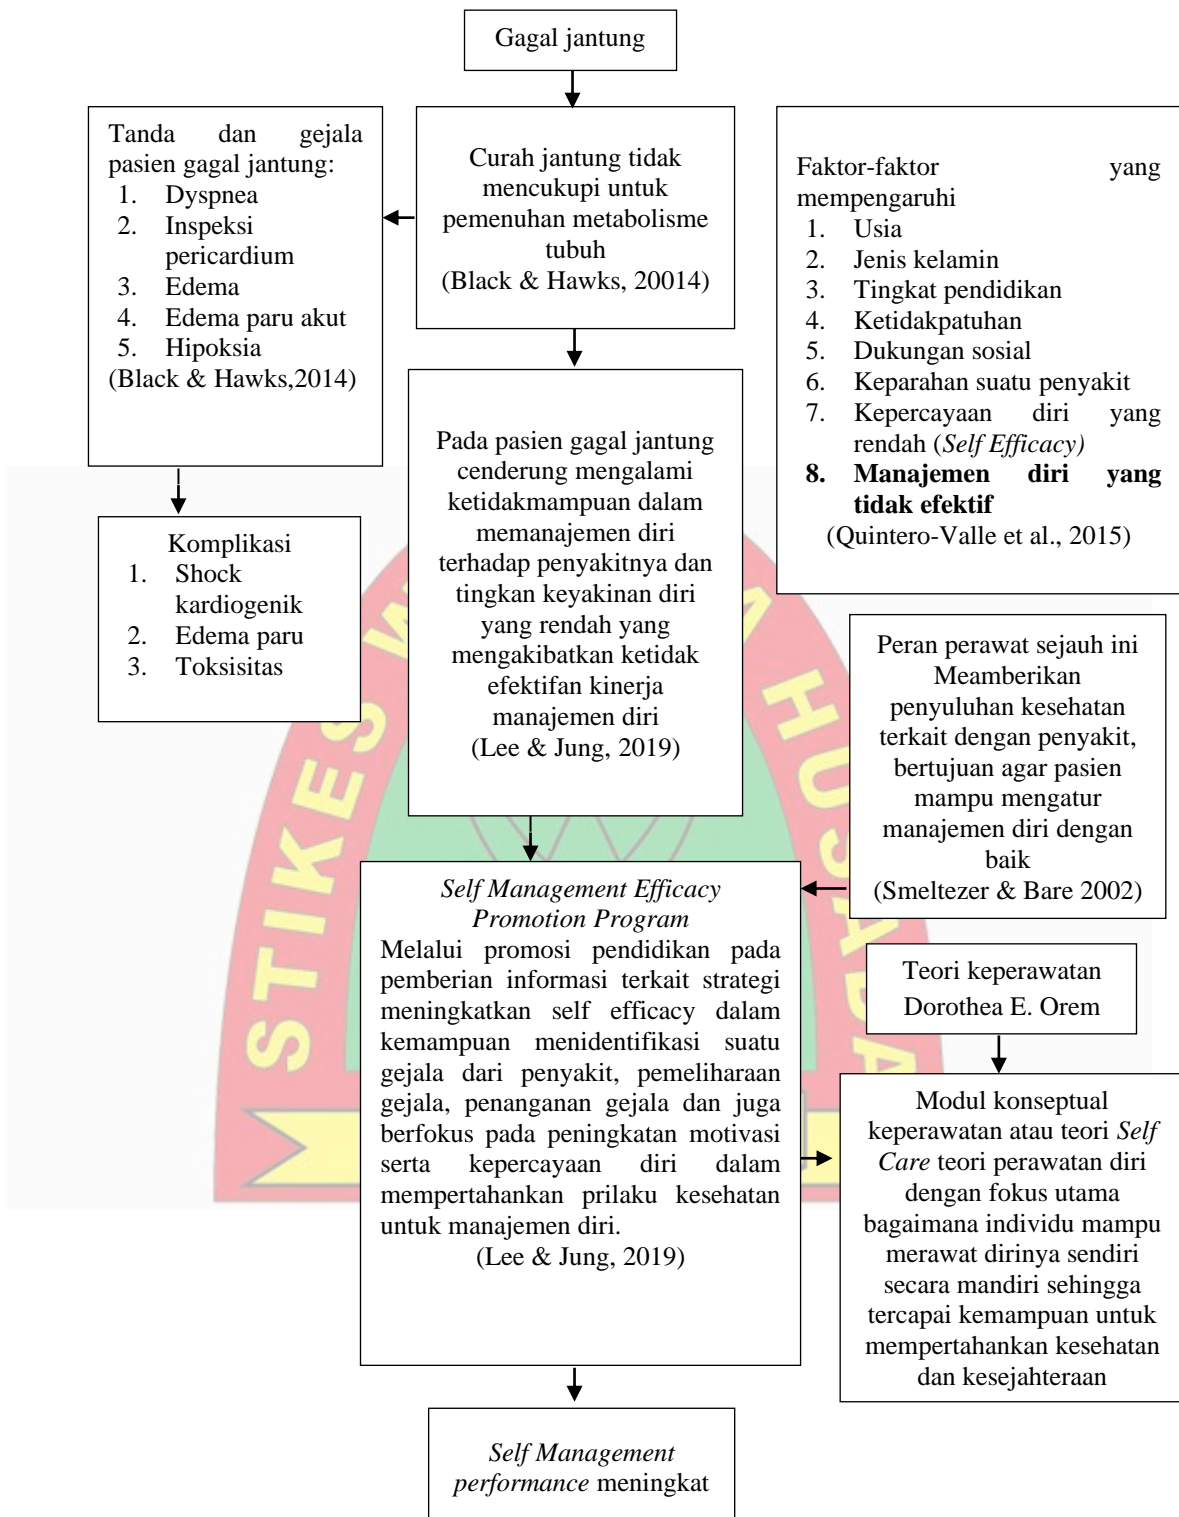 Gagal jantung
Tanda dan gejala
pasien gagal jantung:
1. Dyspnea
2. Inspeksi
pericardium
3. Edema
4. Edema paru akut
5. Hipoksia
(Black & Hawks,2014)
Curah jantung tidak
mencukupi untuk
pemenuhan metabolisme
tubuh
(Black & Hawks, 20014)
Faktor-faktor yang
mempengaruhi
1. Usia
2. Jenis kelamin
3. Tingkat pendidikan
4. Ketidakpatuhan
5. Dukungan sosial
6. Keparahan suatu penyakit
7. Kepercayaan diri yang
rendah (Self Efficacy)
8. Manajemen diri yang
tidak efektif
(Quintero-Valle et al., 2015)
Pada pasien gagal jantung
cenderung mengalami
ketidakmampuan dalam
memanajemen diri
terhadap penyakitnya dan
tingkan keyakinan diri
yang rendah yang
mengakibatkan ketidak
efektifan kinerja
manajemen diri
(Lee & Jung, 2019)
Komplikasi
1. Shock
kardiogenik
2. Edema paru
3. Toksisitas
Peran perawat sejauh ini
Meamberikan
penyuluhan kesehatan
terkait dengan penyakit,
bertujuan agar pasien
mampu mengatur
manajemen diri dengan
baik
(Smeltezer & Bare 2002)
Self Management Efficacy
Promotion Program
Melalui promosi pendidikan pada
pemberian informasi terkait strategi
meningkatkan self efficacy dalam
kemampuan menidentifikasi suatu
gejala dari penyakit, pemeliharaan
gejala, penanganan gejala dan juga
berfokus pada peningkatan motivasi
serta kepercayaan diri dalam
mempertahankan prilaku kesehatan
untuk manajemen diri.
(Lee & Jung, 2019)
Teori keperawatan
Dorothea E. Orem
Modul konseptual
keperawatan atau teori Self
Care teori perawatan diri
dengan fokus utama
bagaimana individu mampu
merawat dirinya sendiri
secara mandiri sehingga
tercapai kemampuan untuk
mempertahankan kesehatan
dan kesejahteraan
Self Management
performance meningkat
STIKES